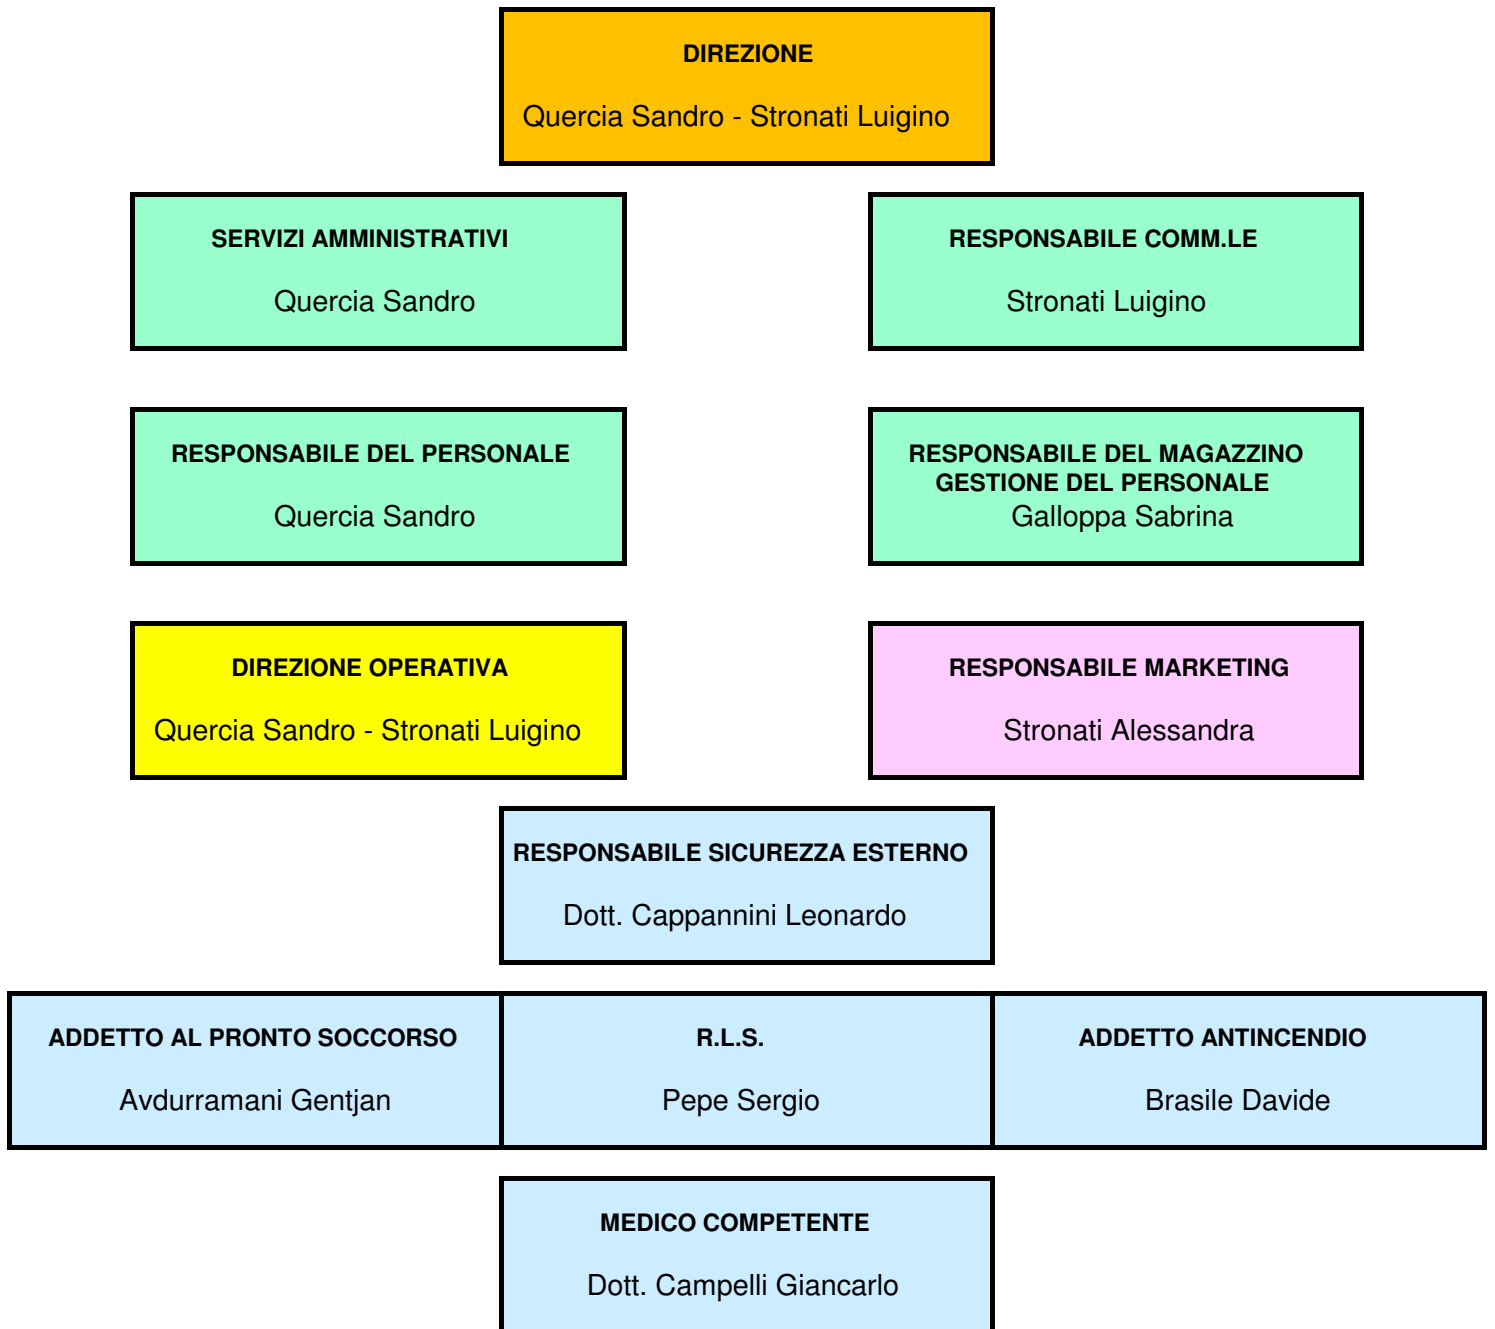 DIREZIONE
Quercia Sandro - Stronati Luigino
SERVIZI AMMINISTRATIVI
Quercia Sandro
RESPONSABILE COMM.LE
Stronati Luigino
RESPONSABILE DEL PERSONALE
Quercia Sandro
RESPONSABILE DEL MAGAZZINO
GESTIONE DEL PERSONALE
Galloppa Sabrina
DIREZIONE OPERATIVA
Quercia Sandro - Stronati Luigino
RESPONSABILE MARKETING
Stronati Alessandra
RESPONSABILE SICUREZZA ESTERNO
Dott. Cappannini Leonardo
ADDETTO AL PRONTO SOCCORSO
Avdurramani Gentjan
R.L.S.
Pepe Sergio
ADDETTO ANTINCENDIO
Brasile Davide
MEDICO COMPETENTE
Dott. Campelli Giancarlo